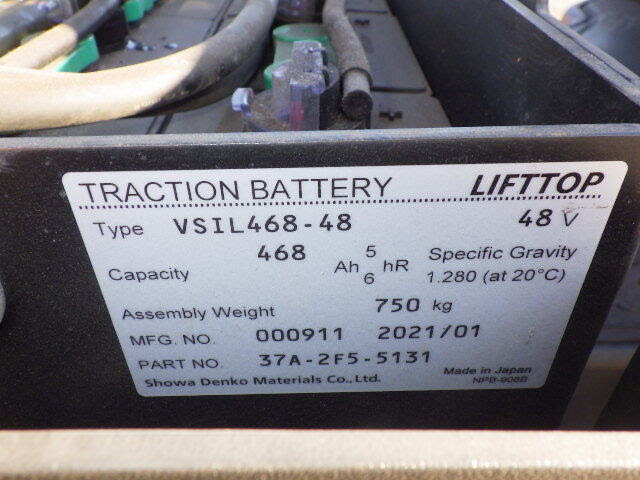 TRACTION BATTERY LIFTTOP
Type VSIL468-48 48 V
Capacity 468 Ah 5 hR Specific Gravity
6 1.280 (at 20°C)
Assembly Weight 750 kg
MFG. NO. 000911 2021/01
PART NO. 37A-2F5-5131 Made in Japan
Showa Denko Materials Co., Ltd. NPB-908B